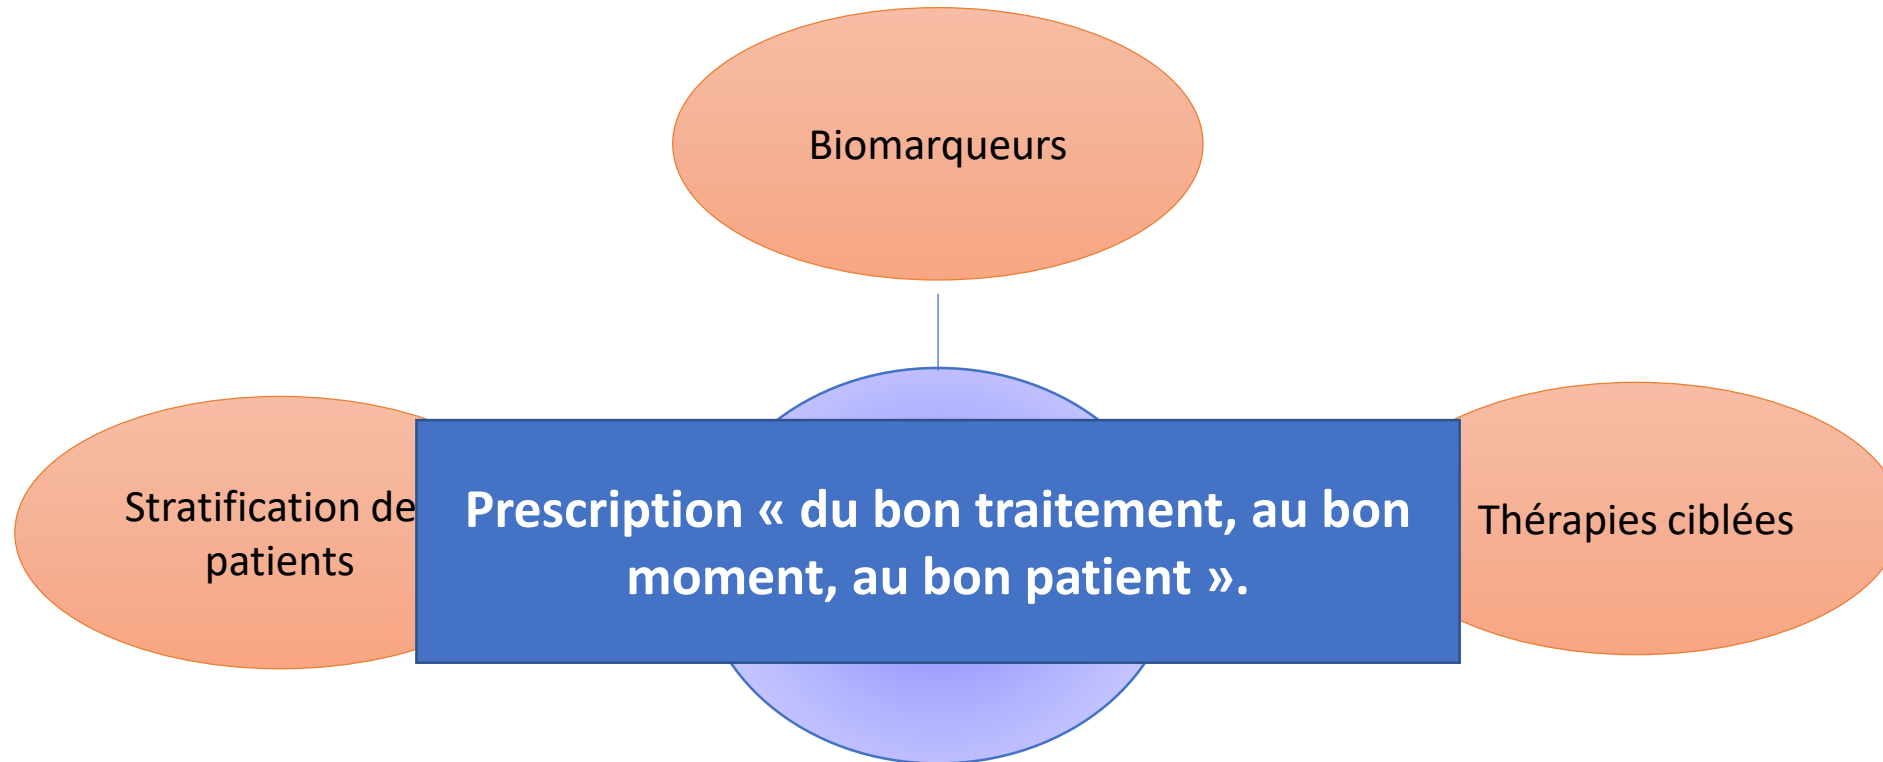 Biomarqueurs
Stratification de
patients
Prescription « du bon traitement, au bon
moment, au bon patient ».
Thérapies ciblées